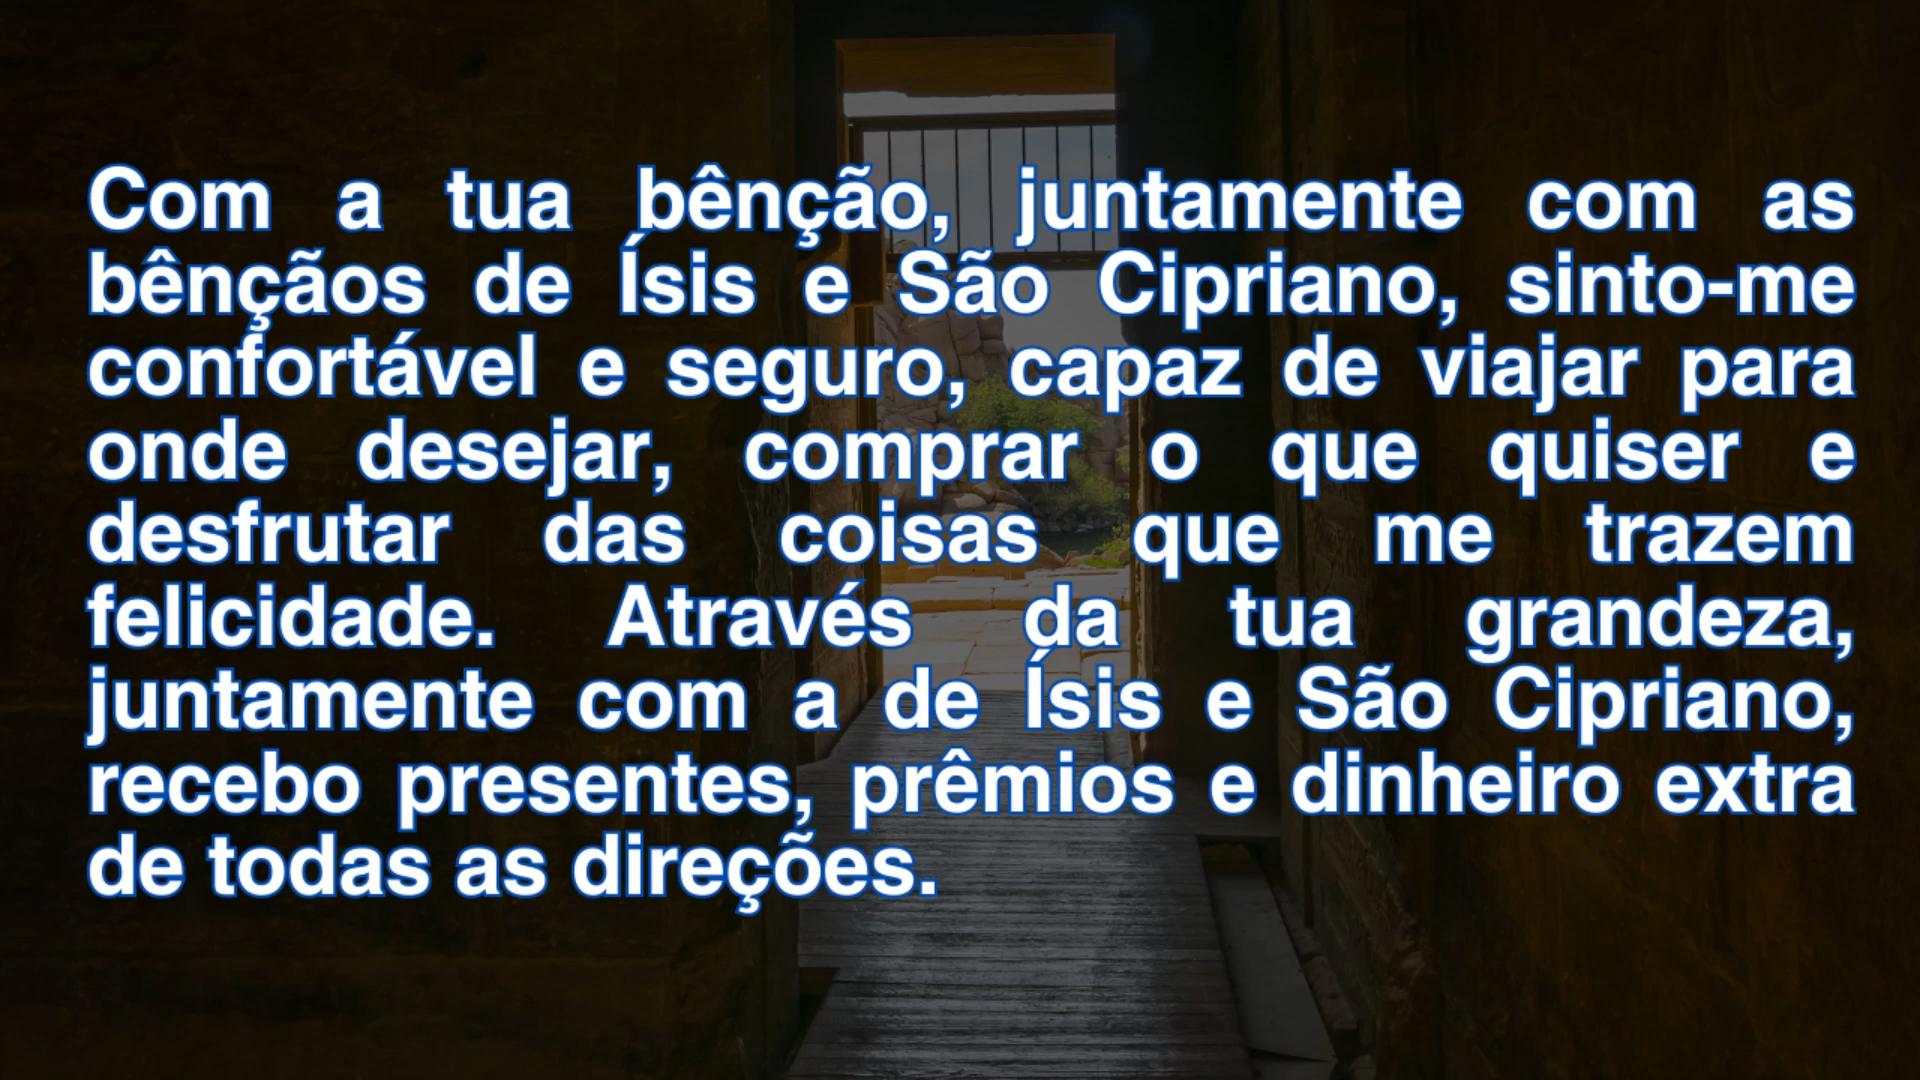 Com a tua bênção, juntamente com as
bênçãos de Ísis e São Cipriano, sinto-me
confortável e seguro, capaz de viajar para
onde desejar, comprar o que quiser e
desfrutar das coisas que me trazem
felicidade. Através da tua grandeza,
juntamente com a de Ísis e São Cipriano,
recebo presentes, prêmios e dinheiro extra
de todas as direções.